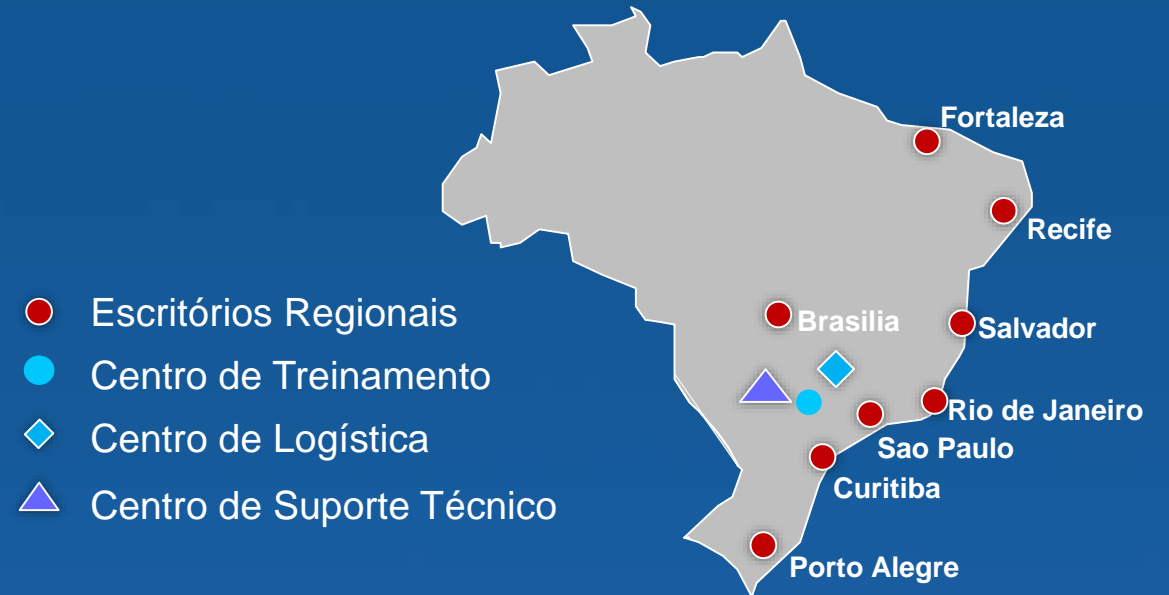 Escritórios Regionais
Centro de Treinamento
Centro de Logística
Centro de Suporte Técnico
Fortaleza
Recife
Brasilia
Salvador
Rio de Janeiro
Sao Paulo
Curitiba
Porto Alegre